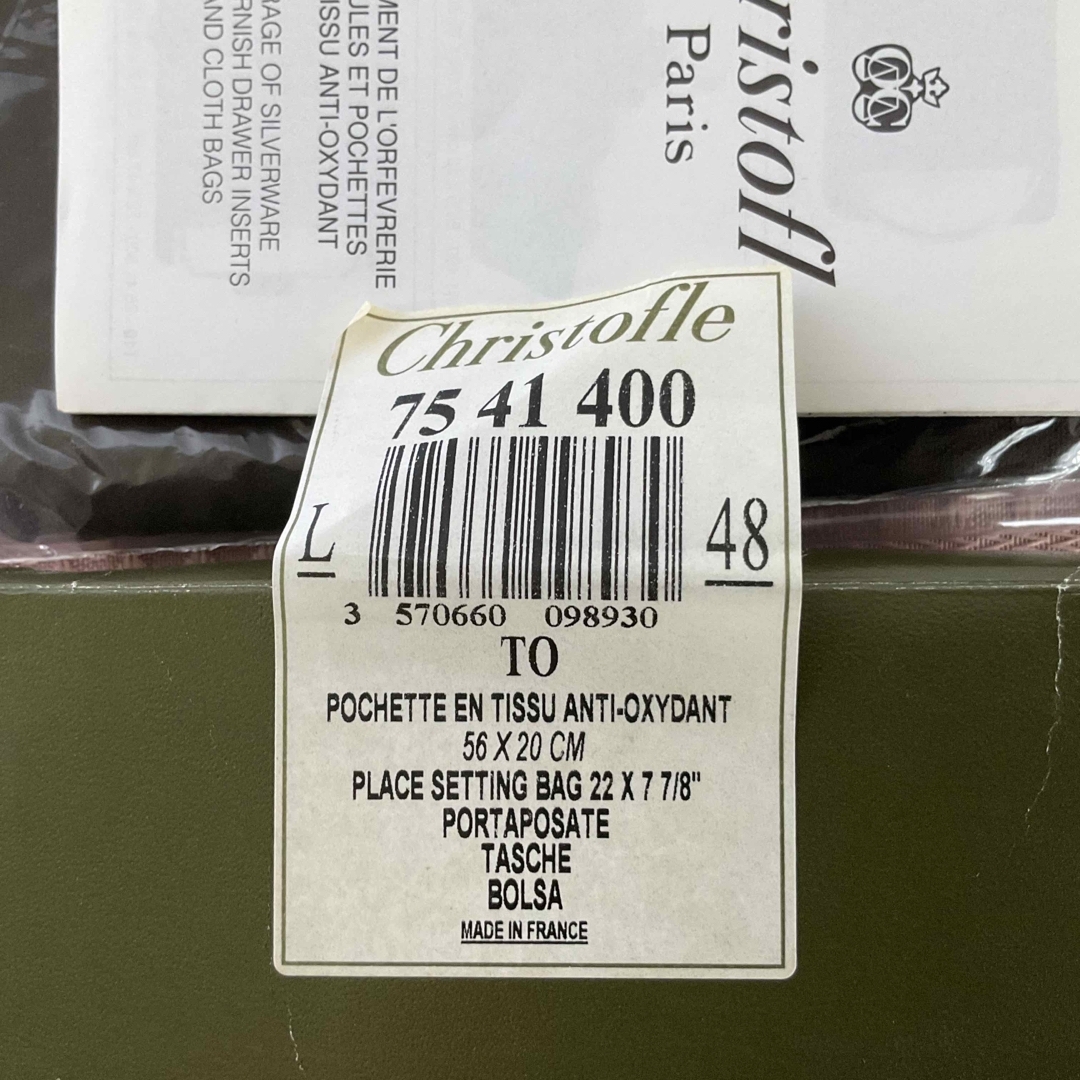 ristofl
Paris
MENT DE L'ORFEVRERIE
ULES ET POCHETTES
ISSU ANTI-OXYDANT
RAGE OF SILVERWARE
RNISH DRAWER INSERTS
AND CLOTH BAGS
Christofle
75 41 400
L
48
3 570660 098930
TO
POCHETTE EN TISSU ANTI-OXYDANT
56 X 20 CM
PLACE SETTING BAG 22 X 7 7/8"
PORTAPOSATE
TASCHE
BOLSA
MADE IN FRANCE